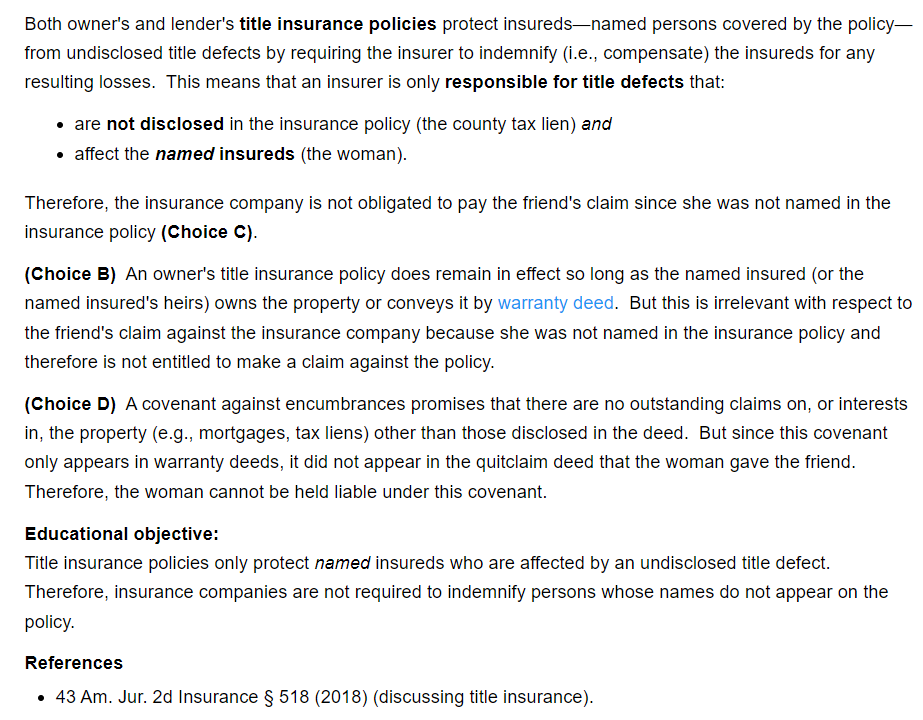 Both owner's and lender's title insurance policies protect insureds—named persons covered by the policy—
from undisclosed title defects by requiring the insurer to indemnify (i.e., compensate) the insureds for any
resulting losses. This means that an insurer is only responsible for title defects that:
• are not disclosed in the insurance policy (the county tax lien) and
• affect the named insureds (the woman).
Therefore, the insurance company is not obligated to pay the friend's claim since she was not named in the
insurance policy (Choice C).
(Choice B) An owner's title insurance policy does remain in effect so long as the named insured (or the
named insured's heirs) owns the property or conveys it by warranty deed. But this is irrelevant with respect to
the friend's claim against the insurance company because she was not named in the insurance policy and
therefore is not entitled to make a claim against the policy.
(Choice D) A covenant against encumbrances promises that there are no outstanding claims on, or interests
in, the property (e.g., mortgages, tax liens) other than those disclosed in the deed. But since this covenant
only appears in warranty deeds, it did not appear in the quitclaim deed that the woman gave the friend.
Therefore, the woman cannot be held liable under this covenant.
Educational objective:
Title insurance policies only protect named insureds who are affected by an undisclosed title defect.
Therefore, insurance companies are not required to indemnify persons whose names do not appear on the
policy.
References
• 43 Am. Jur. 2d Insurance § 518 (2018) (discussing title insurance).